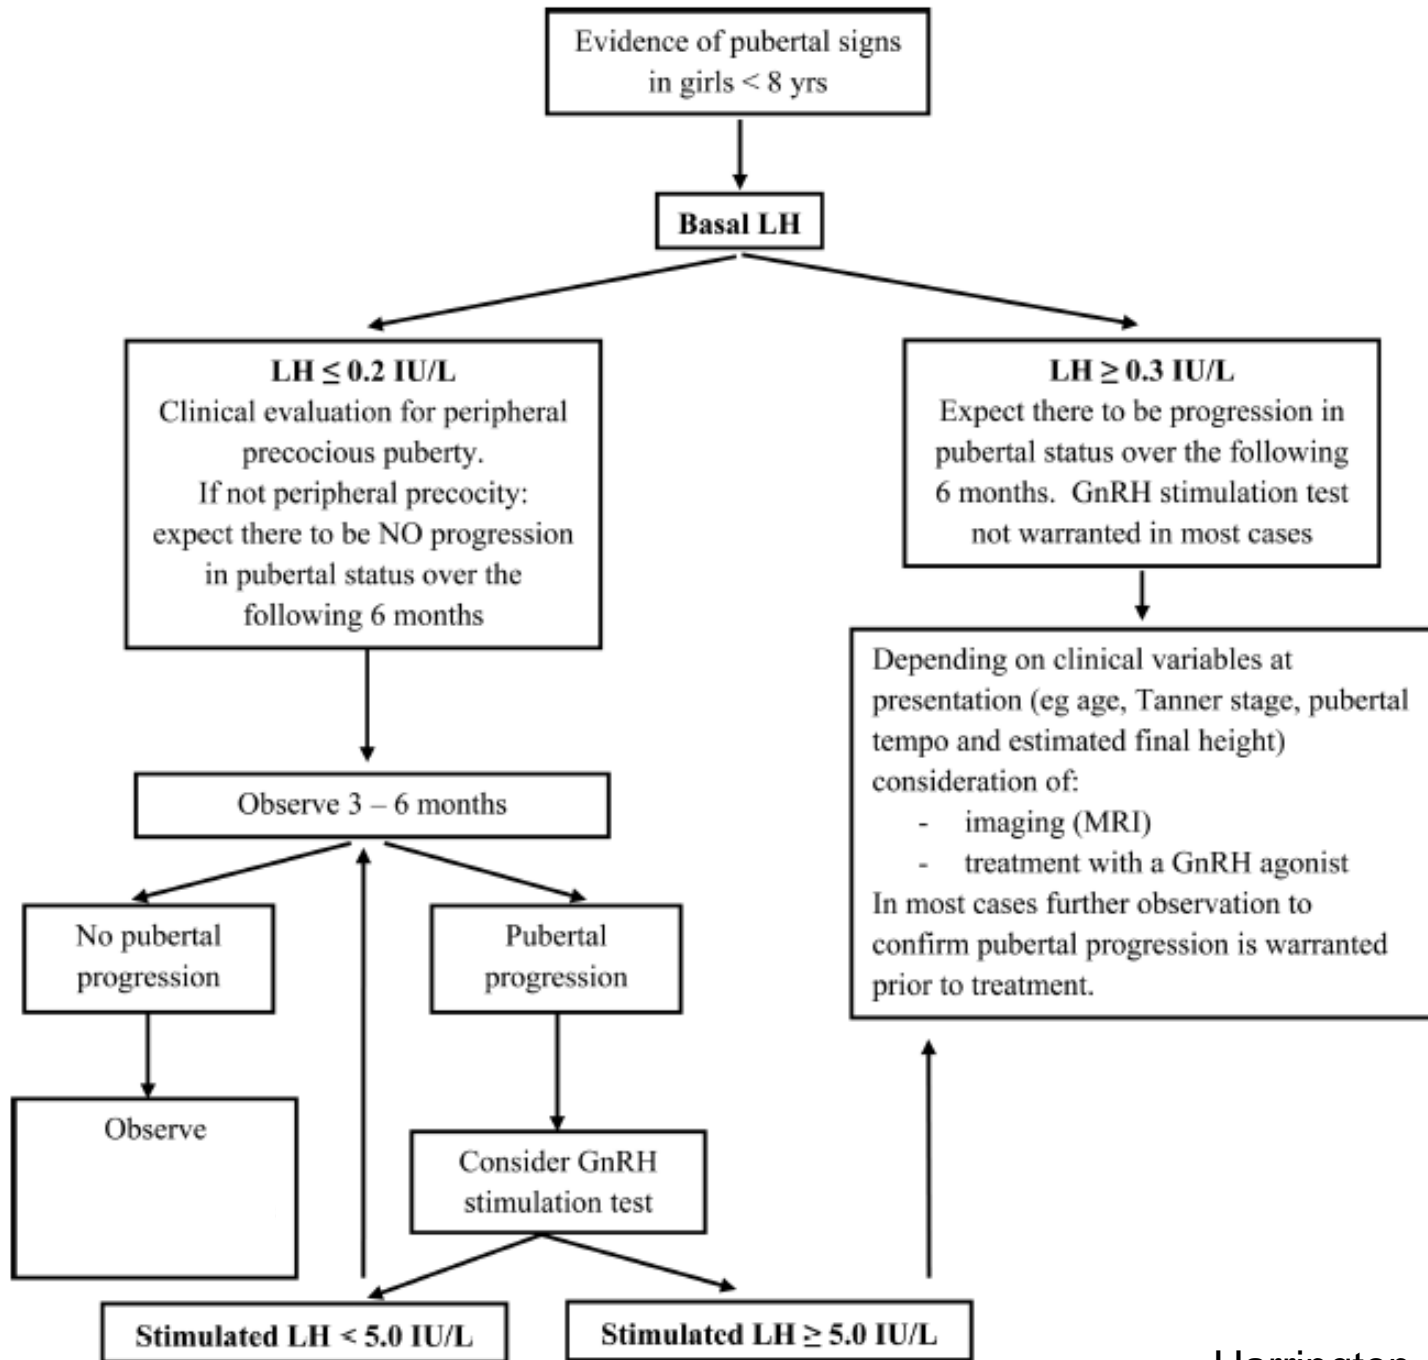 Evidence of pubertal signs
in girls < 8 yrs
Basal LH
LH ≤ 0.2 IU/L
Clinical evaluation for peripheral
precocious puberty.
If not peripheral precocity:
expect there to be NO progression
in pubertal status over the
following 6 months
LH ≥ 0.3 IU/L
Expect there to be progression in
pubertal status over the following
6 months. GnRH stimulation test
not warranted in most cases
Depending on clinical variables at
presentation (eg age, Tanner stage, pubertal
tempo and estimated final height)
consideration of:
- imaging (MRI)
- treatment with a GnRH agonist
In most cases further observation to
confirm pubertal progression is warranted
prior to treatment.
Observe 3 – 6 months
No pubertal
progression
Pubertal
progression
Observe
Consider GnRH
stimulation test
Stimulated LH < 5.0 IU/L
Stimulated LH ≥ 5.0 IU/L